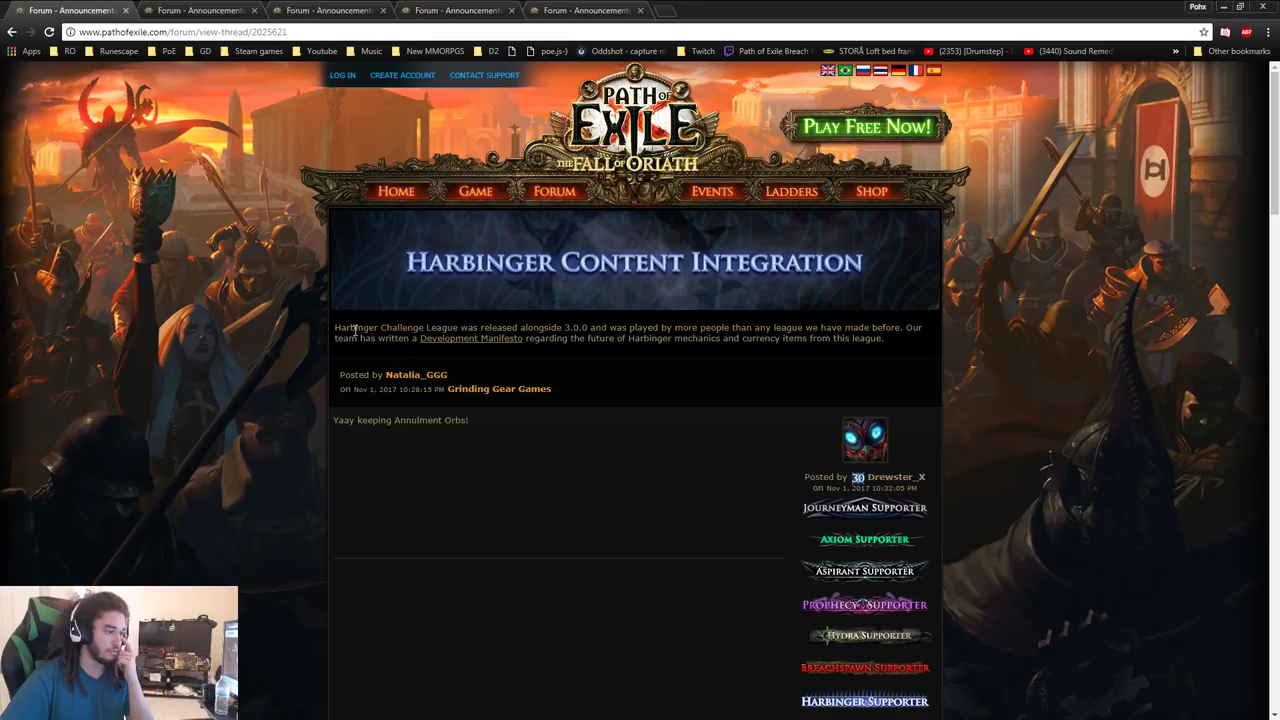 Forum - Announcement
Forum - Announcement
Forum - Announcement
Forum - Announcement
Forum - Announcement
Pohx
www.pathofexile.com/forum/view-thread/2025621
Apps
RO
Runescape
PoE
GD
Steam games
Youtube
Music
New MMORPGS
D2
poe.js-)
Oddshot - capture m
Twitch
Path of Exile Breach
STORÅ Loft bed fram
(2353) [Drumstep] -
(3440) Sound Remed
»
Other bookmarks
LOG IN
CREATE ACCOUNT
CONTACT SUPPORT
PATH OF
EXILE
THE FALL OF ORIATH
PLAY FREE NOW!
HOME
GAME
FORUM
EVENTS
LADDERS
SHOP
HARBINGER CONTENT INTEGRATION
Harbinger Challenge League was released alongside 3.0.0 and was played by more people than any league we have made before. Our
team has written a Development Manifesto regarding the future of Harbinger mechanics and currency items from this league.
Posted by Natalia_GGG
on Nov 1, 2017 10:28:15 PM Grinding Gear Games
Yaay keeping Annulment Orbs!
Posted by 30 Drewster_X
on Nov 1, 2017 10:32:05 PM
JOURNEYMAN SUPPORTER
AXIOM SUPPORTER
ASPIRANT SUPPORTER
PROPHECY SUPPORTER
HYDRA SUPPORTER
BREACHSPAWN SUPPORTER
HARBINGER SUPPORTER